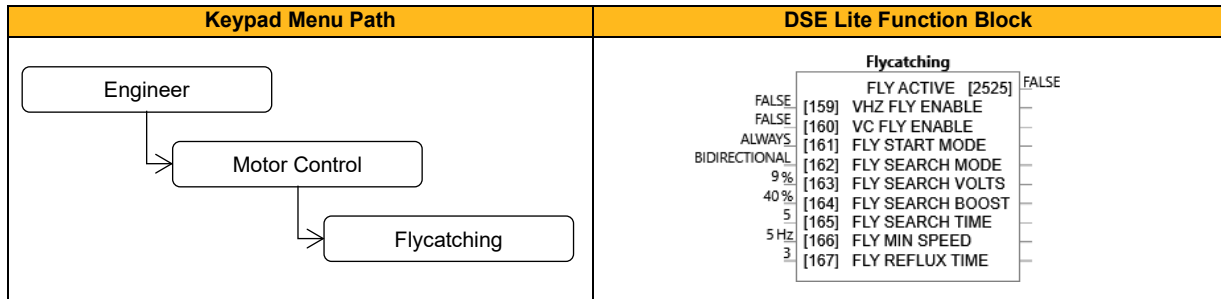 Keypad Menu Path
DSE Lite Function Block
Engineer
Motor Control
Flycatching
Flycatching
FLY ACTIVE [2525] FALSE
FALSE [159] VHZ FLY ENABLE
FALSE [160] VC FLY ENABLE
ALWAYS [161] FLY START MODE
BIDIRECTIONAL [162] FLY SEARCH MODE
9 % [163] FLY SEARCH VOLTS
40 % [164] FLY SEARCH BOOST
5 [165] FLY SEARCH TIME
5 Hz [166] FLY MIN SPEED
3 [167] FLY REFLUX TIME